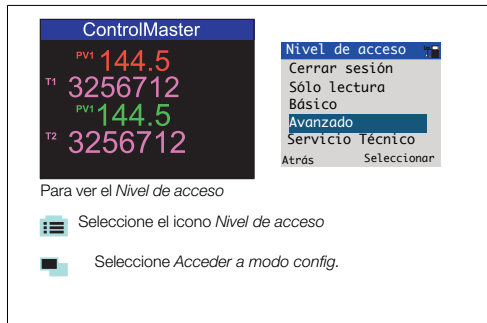 ControlMaster
PV1 144.5
T1 3256712
PV1 144.5
T2 3256712
Nivel de acceso
Cerrar sesión
Sólo lectura
Básico
Avanzado
Servicio Técnico
Atrás Seleccionar
Para ver el Nivel de acceso
Seleccione el icono Nivel de acceso
Seleccione Acceder a modo config.